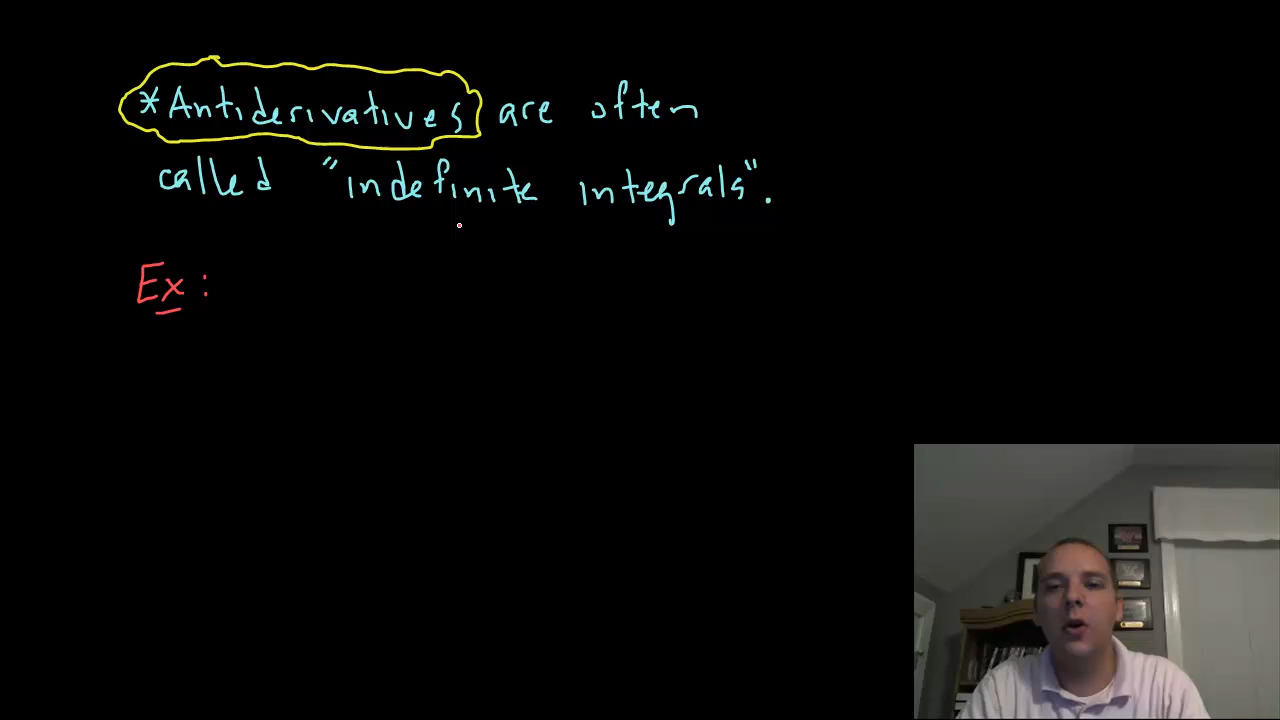 *Antiderivatives are often
called "indefinite integrals".
Ex: